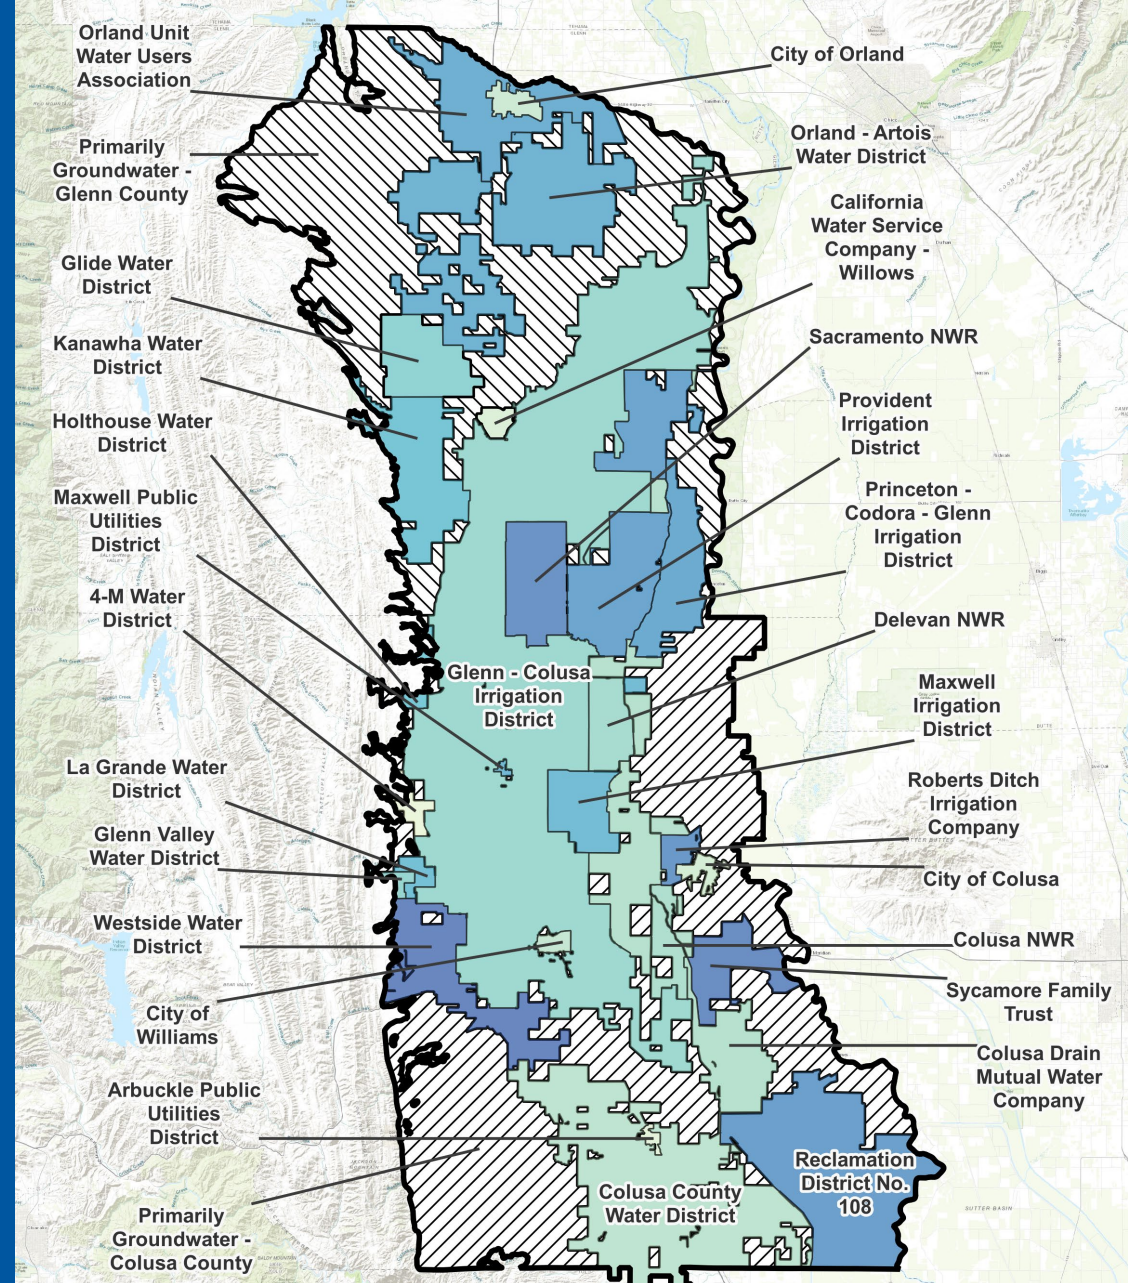 Orland Unit
Water Users
Association
City of Orland
Primarily
Groundwater -
Glenn County
Orland - Artois
Water District
California
Water Service
Company -
Willows
Glide Water
District
Kanawha Water
District
Sacramento NWR
Holthouse Water
District
Provident
Irrigation
District
Maxwell Public
Utilities
District
Princeton -
Codora - Glenn
Irrigation
District
4-M Water
District
Delevan NWR
Glenn - Colusa
Irrigation
District
Maxwell
Irrigation
District
La Grande Water
District
Roberts Ditch
Irrigation
Company
Glenn Valley
Water District
City of Colusa
Westside Water
District
Colusa NWR
City of
Williams
Sycamore Family
Trust
Colusa Drain
Mutual Water
Company
Arbuckle Public
Utilities
District
Reclamation
District No.
108
Colusa County
Water District
Primarily
Groundwater -
Colusa County
SUTTER BASIN